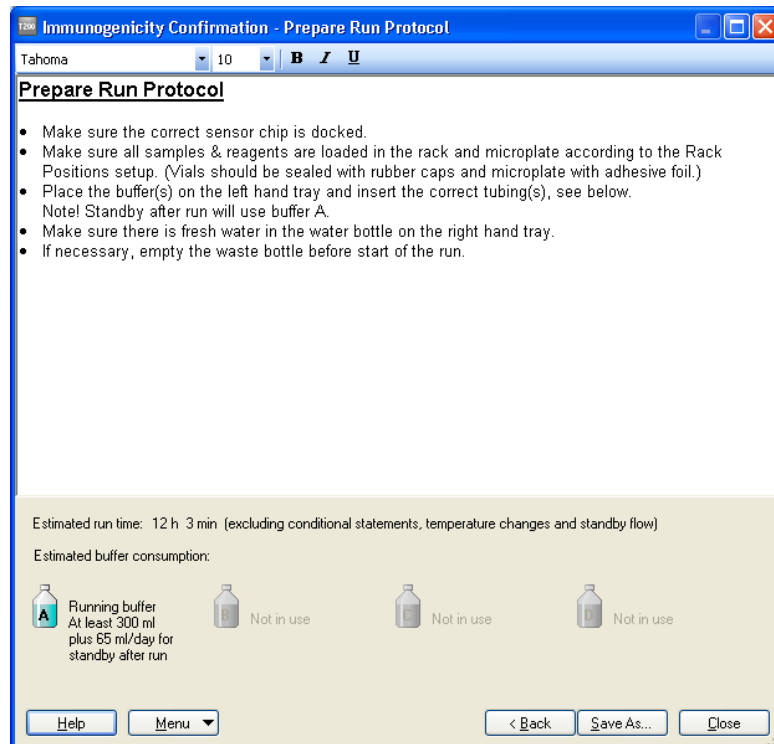 T200 Immunogenicity Confirmation - Prepare Run Protocol
Tahoma 10 B I U
Prepare Run Protocol
• Make sure the correct sensor chip is docked.
• Make sure all samples & reagents are loaded in the rack and microplate according to the Rack
Positions setup. (Vials should be sealed with rubber caps and microplate with adhesive foil.)
• Place the buffer(s) on the left hand tray and insert the correct tubing(s), see below.
Note! Standby after run will use buffer A.
• Make sure there is fresh water in the water bottle on the right hand tray.
• If necessary, empty the waste bottle before start of the run.
Estimated run time: 12 h 3 min (excluding conditional statements, temperature changes and standby flow)
Estimated buffer consumption:
A
Running buffer
At least 300 ml
plus 65 ml/day for
standby after run
B Not in use
C Not in use
D Not in use
Help Menu < Back Save As... Close